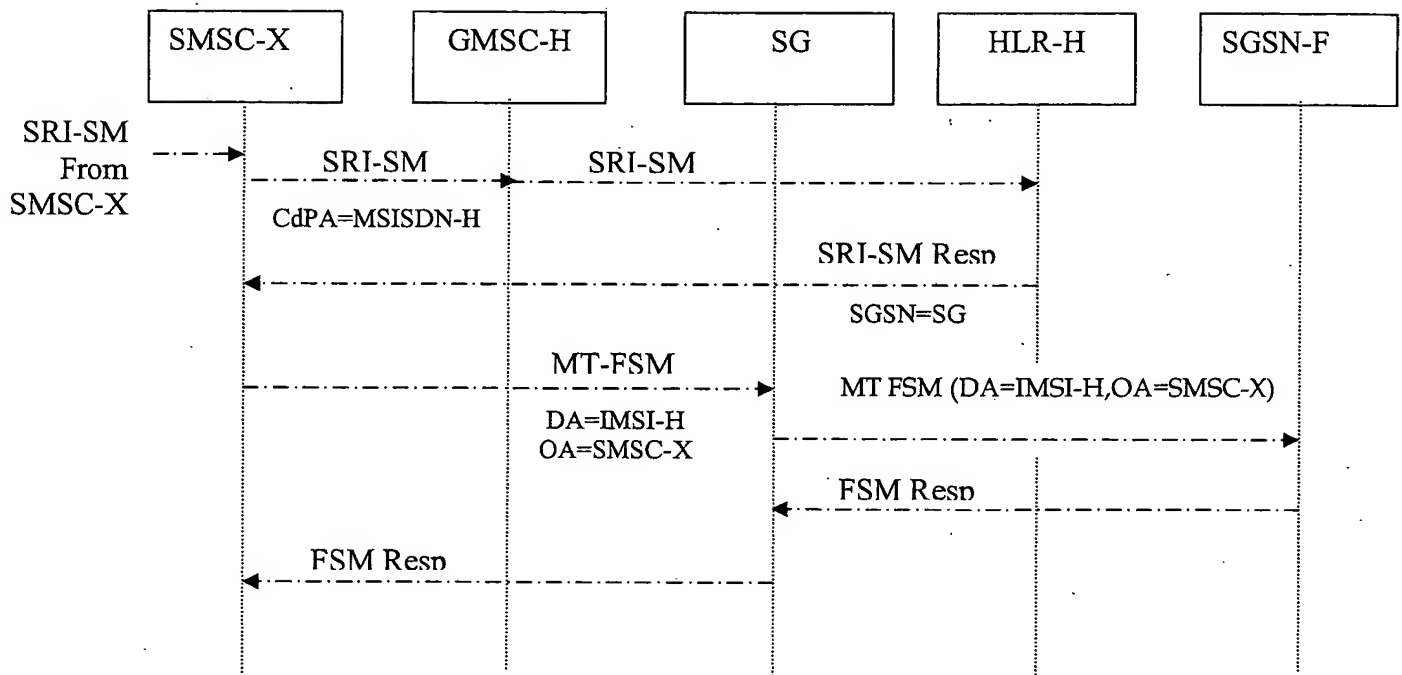 SMSC-X
GMSC-H
SG
HLR-H
SGSN-F
SRI-SM
From
SMSC-X
SRI-SM
SRI-SM
CdPA=MSISDN-H
SRI-SM Resp
SGSN=SG
MT-FSM
MT FSM (DA=IMSI-H,OA=SMSC-X)
DA=IMSI-H
OA=SMSC-X
FSM Resp
FSM Resp